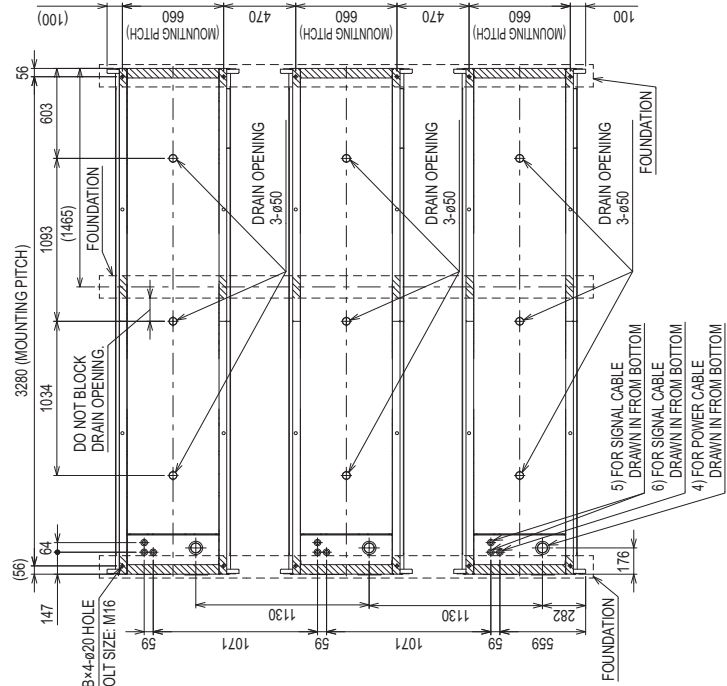 (100)
660
(MOUNTING PITCH)
470
660
(MOUNTING PITCH)
470
660
(MOUNTING PITCH)
100
3280 (MOUNTING PITCH)
56
603
1093
(1465)
FOUNDATION
DO NOT BLOCK
DRAIN OPENING.
1034
64
(56)
147
DRAIN OPENING
3-ø50
DRAIN OPENING
3-ø50
DRAIN OPENING
3-ø50
FOUNDATION
5) FOR SIGNAL CABLE
DRAWN IN FROM BOTTOM
6) FOR SIGNAL CABLE
DRAWN IN FROM BOTTOM
4) FOR POWER CABLE
DRAWN IN FROM BOTTOM
176
FOUNDATION
×4-ø20 HOLE
OLT SIZE: M16
1130
1130
282
59
1071
59
1071
59
555